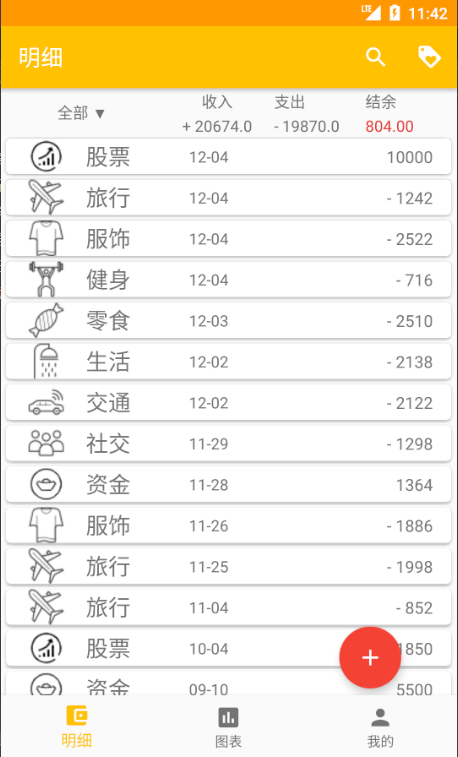 LTE 11:42
明细
全部 ▼ 收入 支出 结余
+ 20674.0 - 19870.0 804.00
股票 12-04 10000
旅行 12-04 - 1242
服饰 12-04 - 2522
健身 12-04 - 716
零食 12-03 - 2510
生活 12-02 - 2138
交通 12-02 - 2122
社交 11-29 - 1298
资金 11-28 1364
服饰 11-26 - 1886
旅行 11-25 - 1998
旅行 11-04 - 852
股票 10-04 1850
资金 09-10 5500
明细 图表 我的